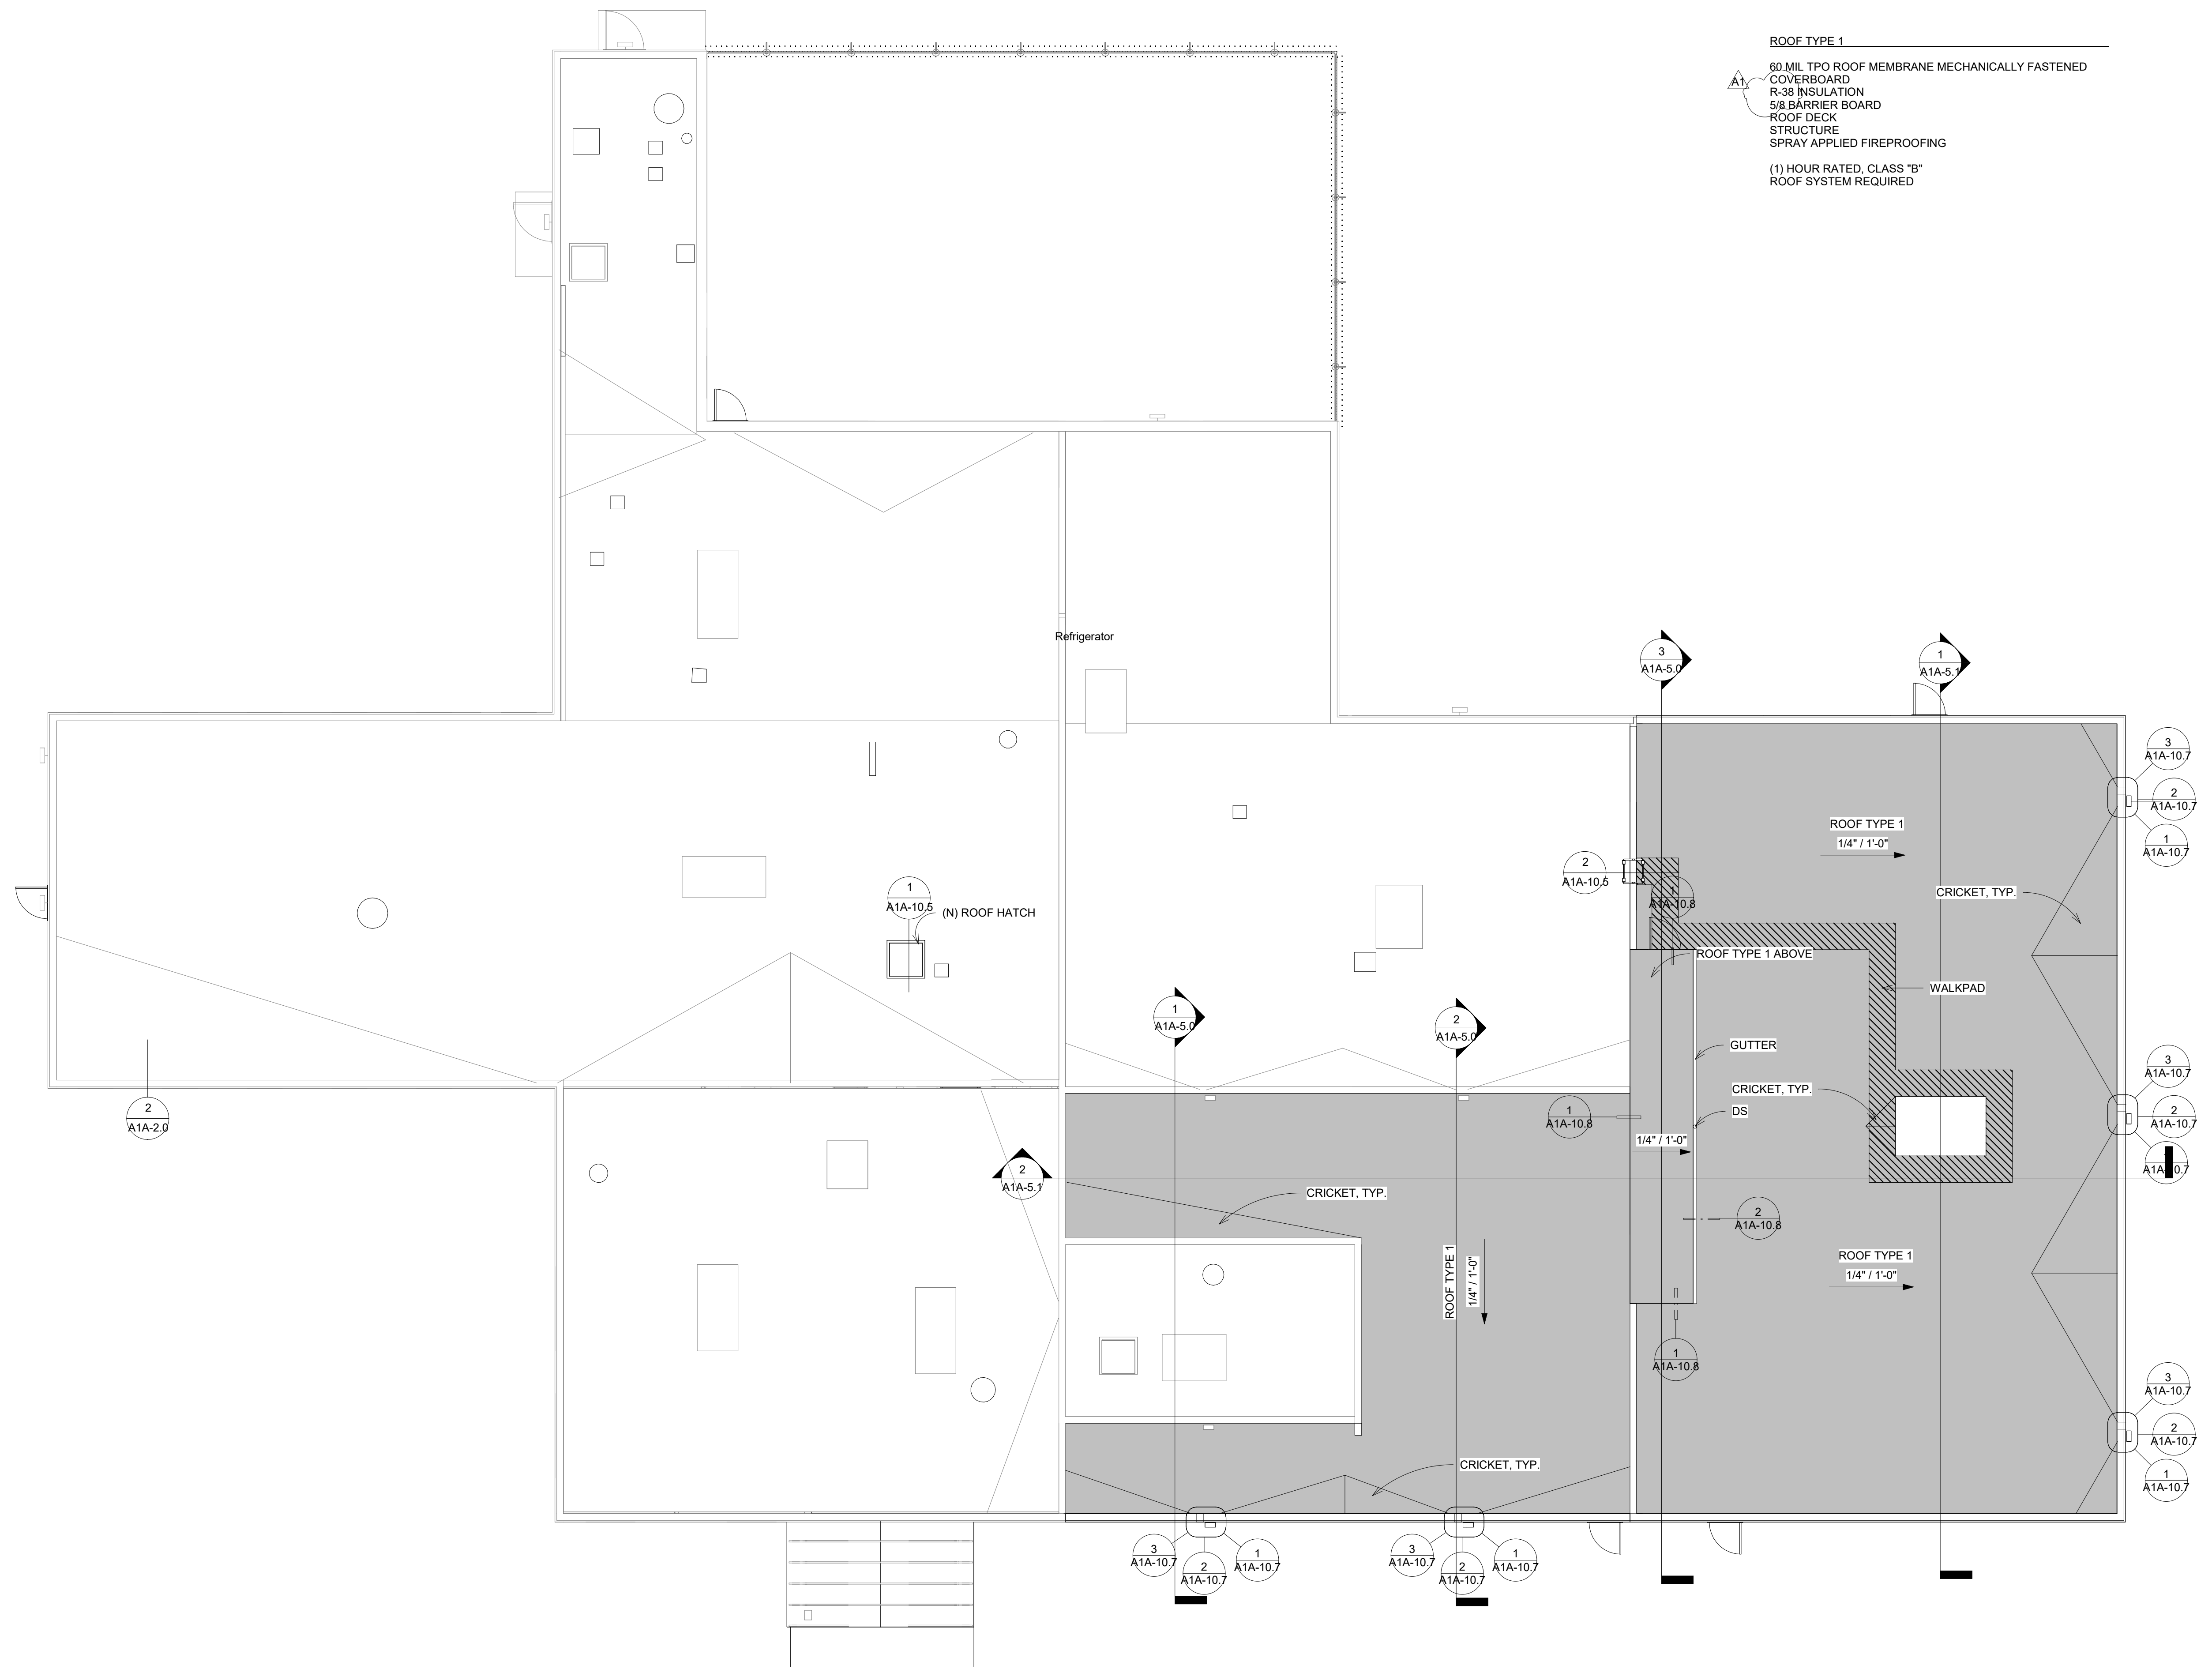 ROOF TYPE 1
60 MIL TPO ROOF MEMBRANE MECHANICALLY FASTENED
A1
COVERBOARD
R-38 INSULATION
5/8 BARRIER BOARD
ROOF DECK
STRUCTURE
SPRAY APPLIED FIREPROOFING
(1) HOUR RATED, CLASS "B"
ROOF SYSTEM REQUIRED
Refrigerator
3
A1A-5.0
1
A1A-5.1
3
A1A-10.7
2
A1A-10.7
1
A1A-10.7
ROOF TYPE 1
1/4" / 1'-0"
2
A1A-10.5
1
A1A-10.8
CRICKET, TYP.
1
A1A-10.5
(N) ROOF HATCH
ROOF TYPE 1 ABOVE
WALKPAD
1
A1A-5.0
2
A1A-5.0
GUTTER
3
A1A-10.7
CRICKET, TYP.
2
A1A-10.7
2
A1A-2.0
1
A1A-10.8
DS
1/4" / 1'-0"
2
A1A-5.1
CRICKET, TYP.
2
A1A-10.8
ROOF TYPE 1
1/4" / 1'-0"
ROOF TYPE 1
1/4" / 1'-0"
1
A1A-10.8
3
A1A-10.7
2
A1A-10.7
1
A1A-10.7
CRICKET, TYP.
3
A1A-10.7
2
A1A-10.7
1
A1A-10.7
3
A1A-10.7
2
A1A-10.7
1
A1A-10.7